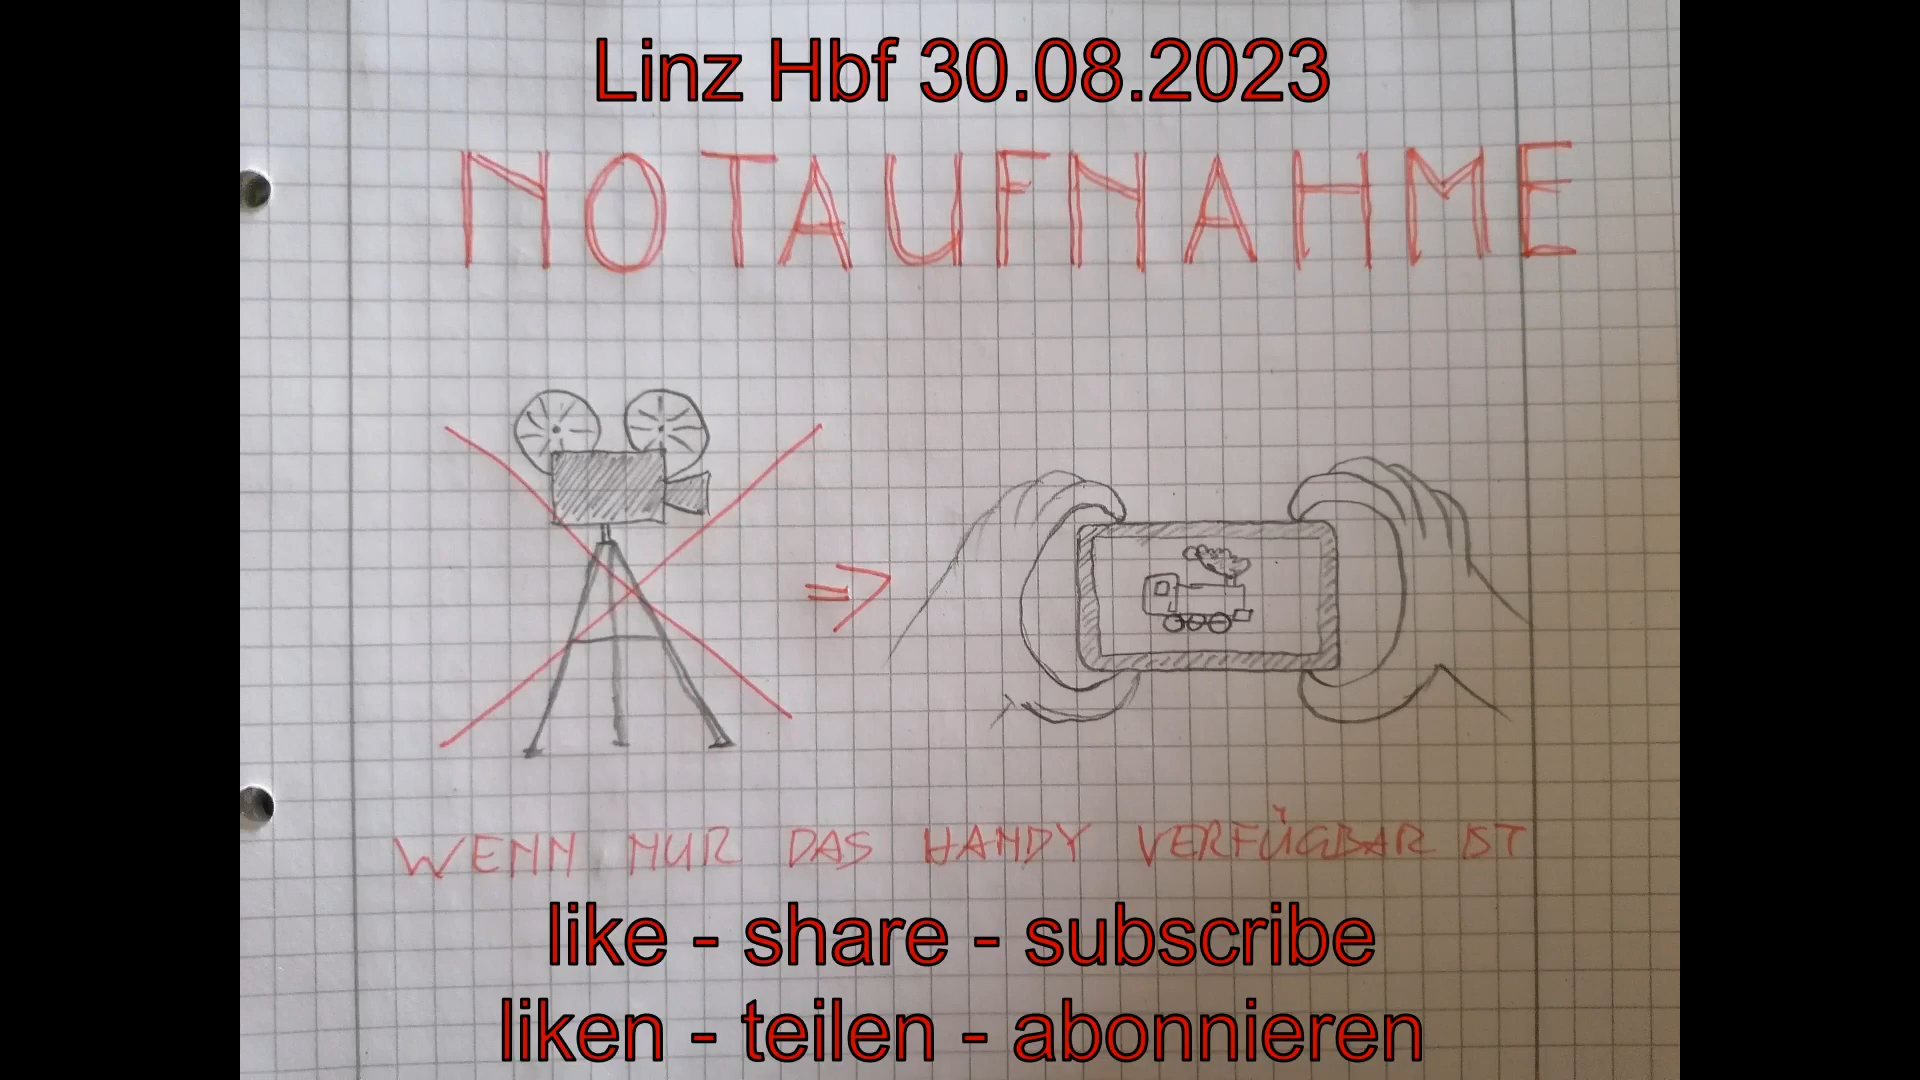 Linz Hbf 30.08.2023
NOTAUFNAHME
=>
WENN NUR DAS HANDY VERFÜGBAR IST
like - share - subscribe
liken - teilen - abonnieren